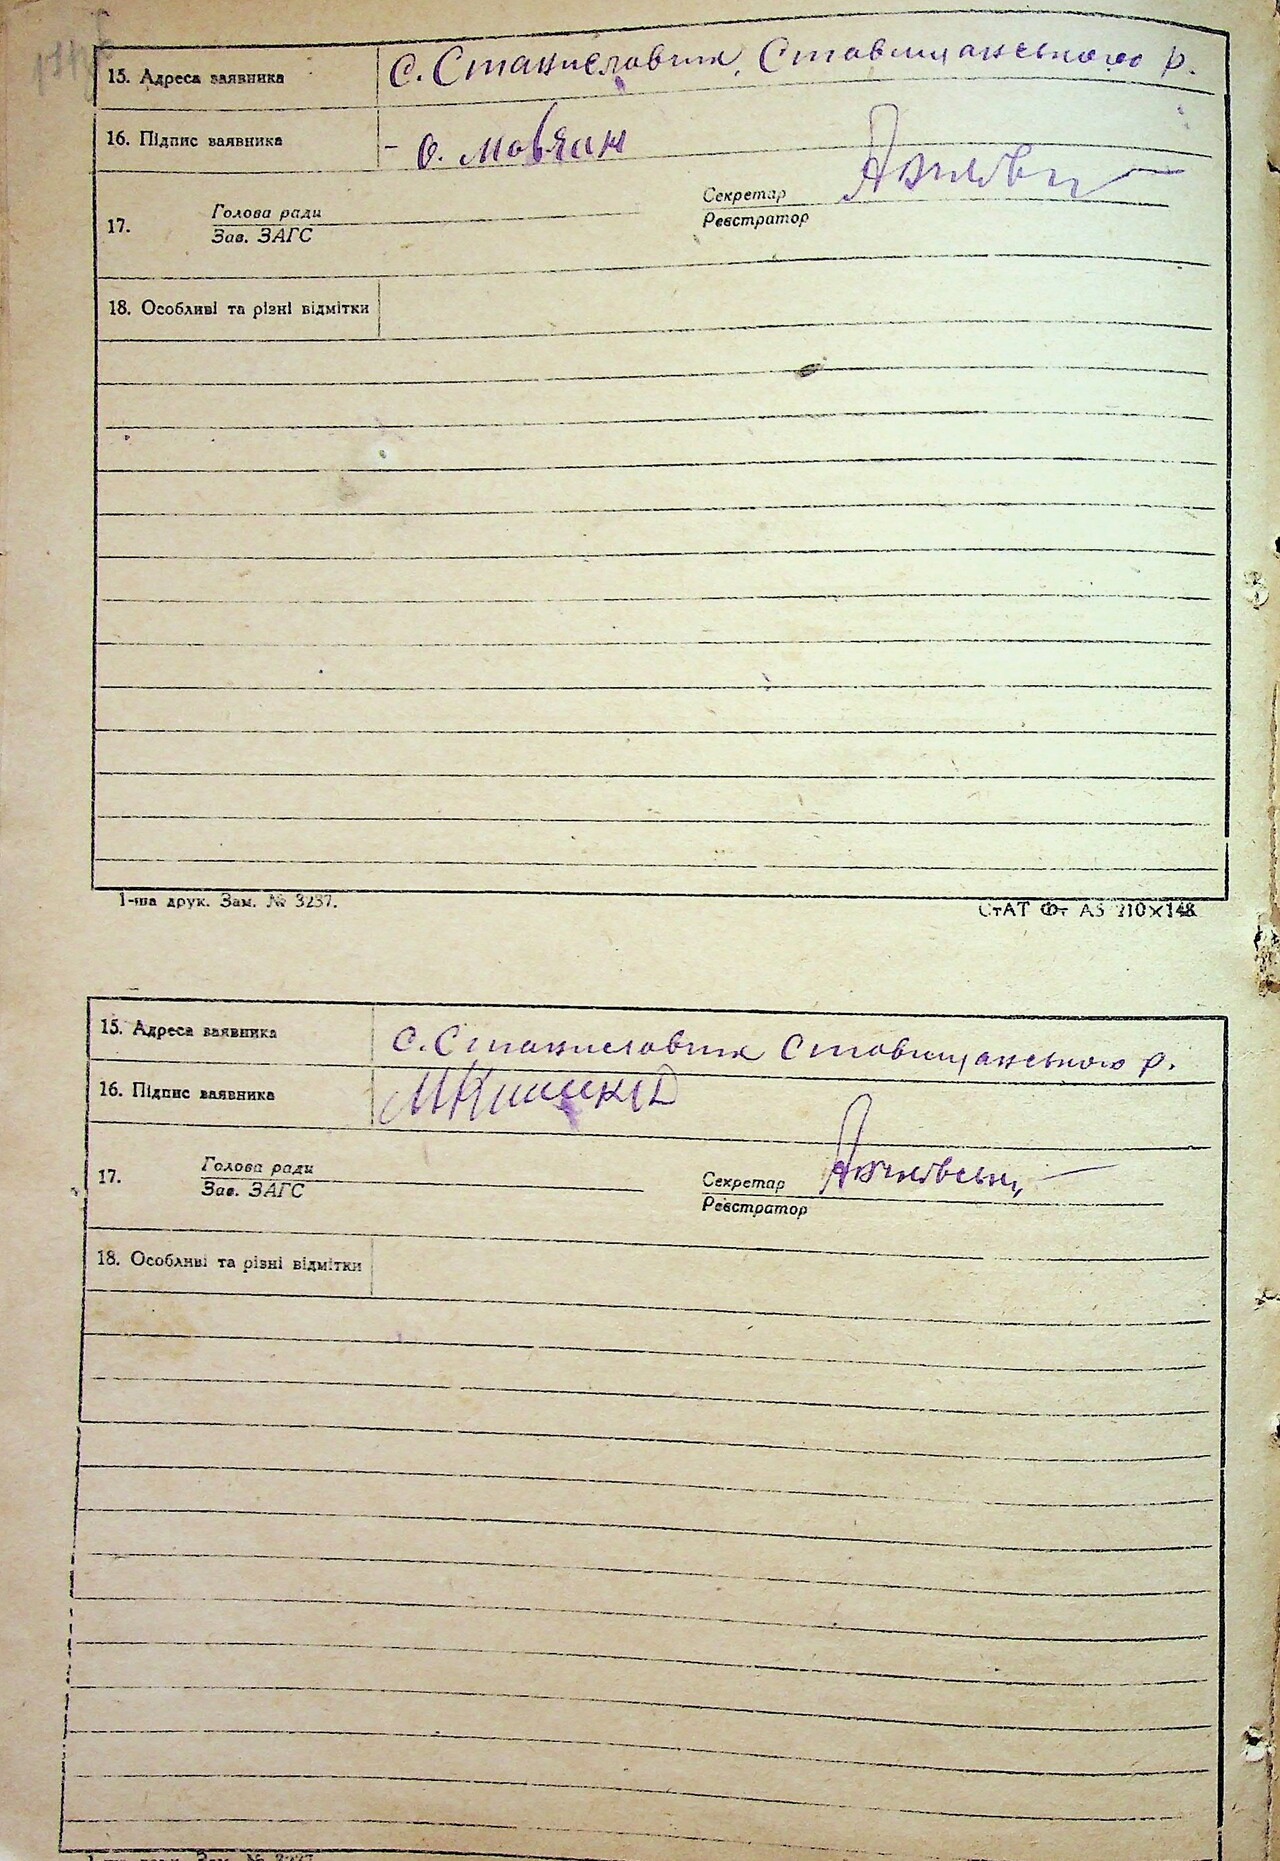 15. Адреса заявника с. Станиславчик, Ставищанського р.
16. Підпис заявника - О. Мовчан
17. Голова ради Секретар
Зав. ЗАГС Реєстратор
18. Особливі та різні відмітки
1-ша друк. Зам. № 3237. СтАТ Фт А5 210×148
15. Адреса заявника с. Станиславчик Ставищанського р.
16. Підпис заявника
17. Голова ради Секретар
Зав. ЗАГС Реєстратор
18. Особливі та різні відмітки